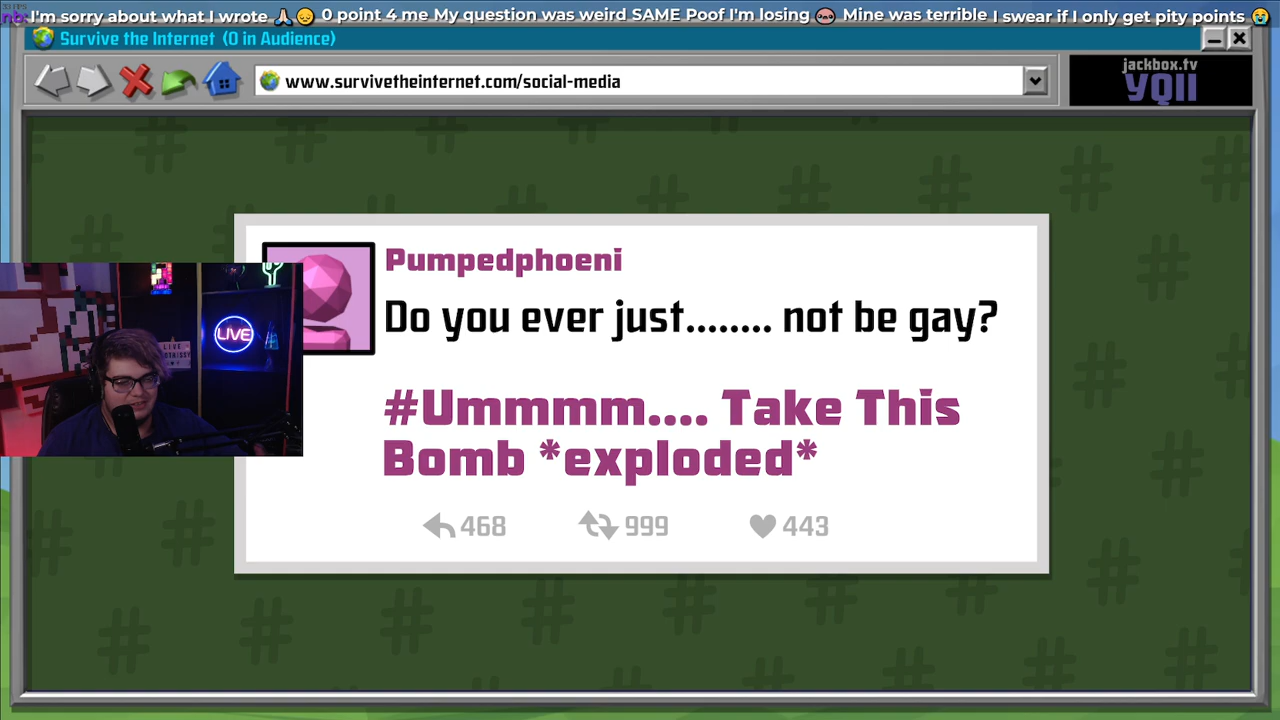 I'm sorry about what I wrote 🙏😔 0 point 4 me My question was weird SAME Poof I'm losing Mine was terrible I swear if I only get pity points 😭
Survive the Internet (0 in Audience)
www.survivetheinternet.com/social-media
jackbox.tv
YQII
Pumpedphoeni
Do you ever just........ not be gay?
#Ummmm.... Take This
Bomb *exploded*
468 999 443
LIVE
LIVE